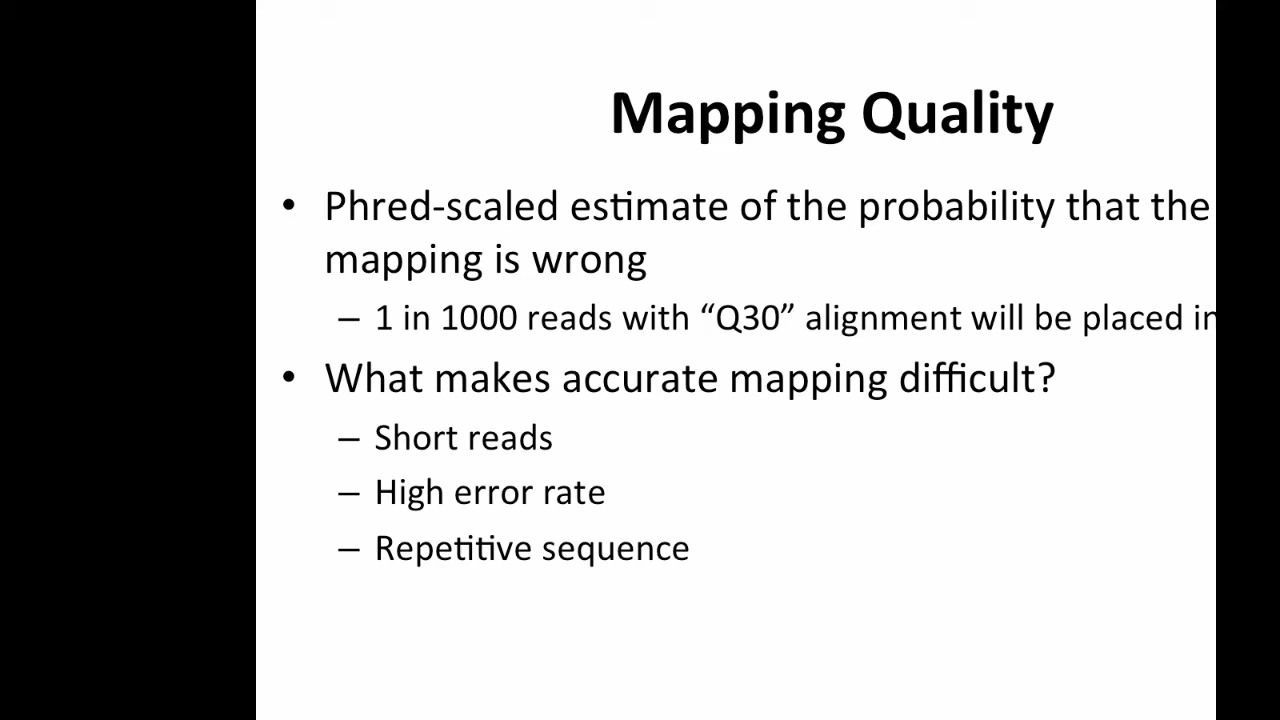 Mapping Quality
• Phred-scaled estimate of the probability that the
mapping is wrong
– 1 in 1000 reads with “Q30” alignment will be placed
• What makes accurate mapping difficult?
– Short reads
– High error rate
– Repetitive sequence